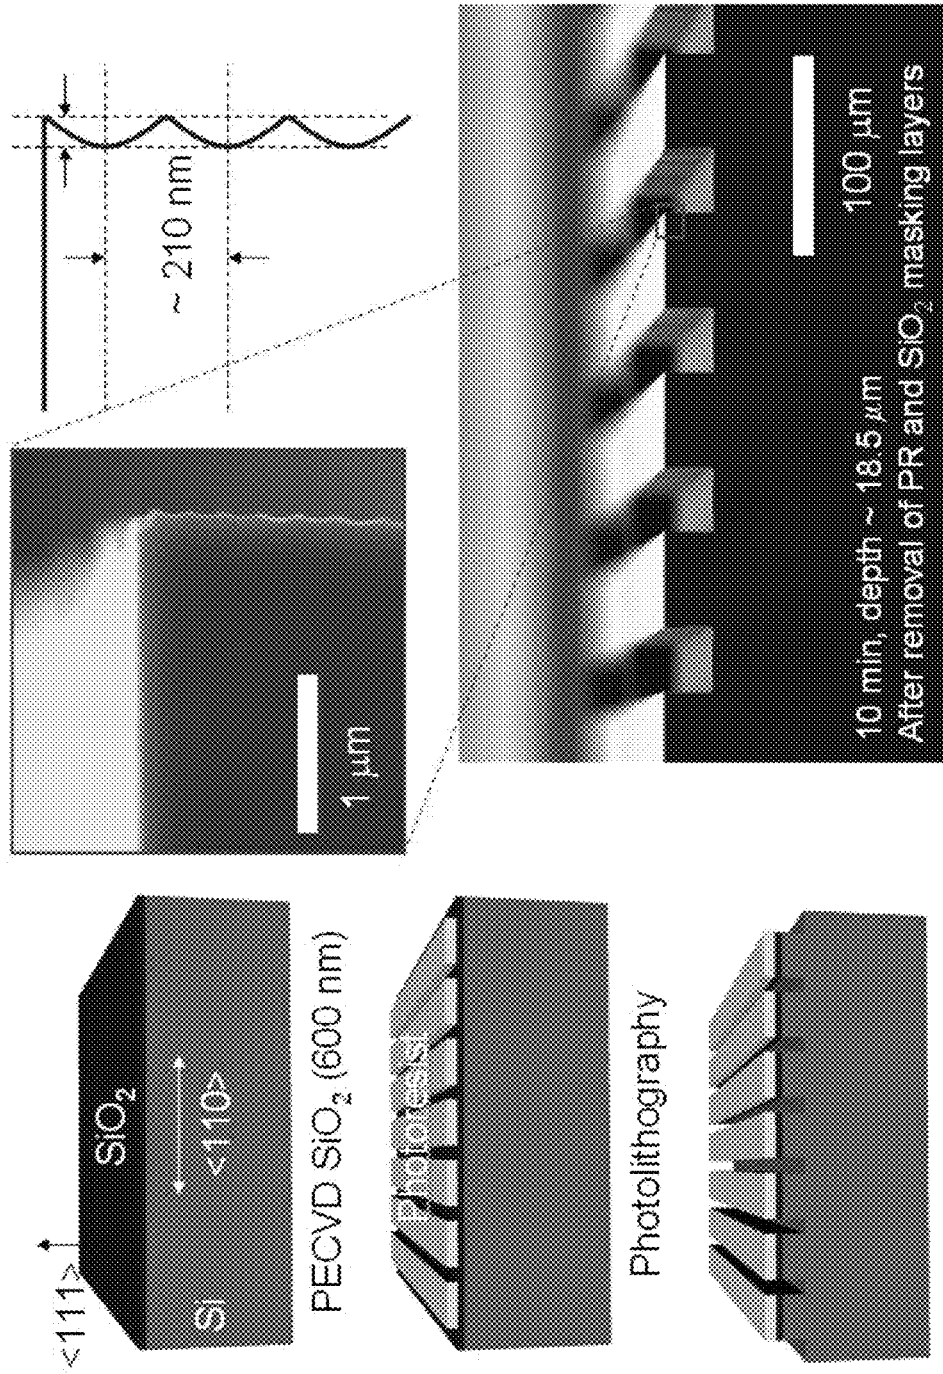 <111>
SiO2
<110>
Si
PECVD SiO2 (600 nm)
Photoresist
Photolithography
1 μm
~ 210 nm
100 μm
10 min, depth ~ 18.5 μm
After removal of PR and SiO2 masking layers